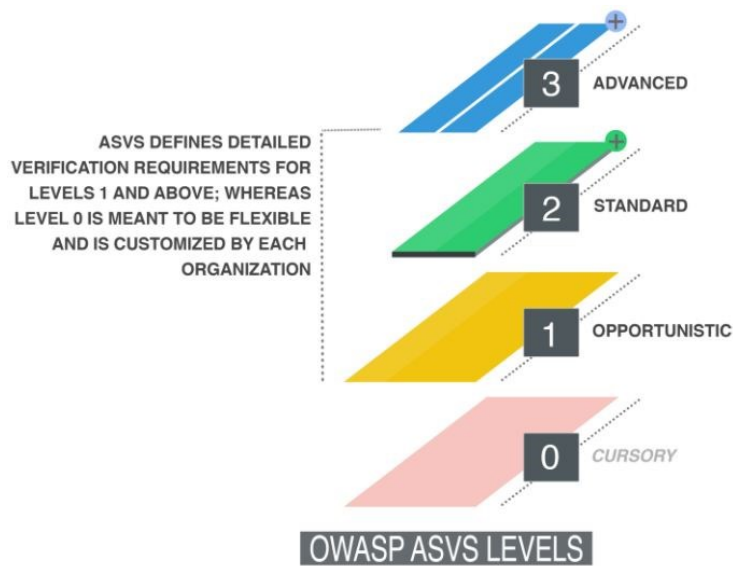 3 ADVANCED
ASVS DEFINES DETAILED
VERIFICATION REQUIREMENTS FOR
LEVELS 1 AND ABOVE; WHEREAS
LEVEL 0 IS MEANT TO BE FLEXIBLE
AND IS CUSTOMIZED BY EACH
ORGANIZATION
2 STANDARD
1 OPPORTUNISTIC
0 CURSORY
OWASP ASVS LEVELS